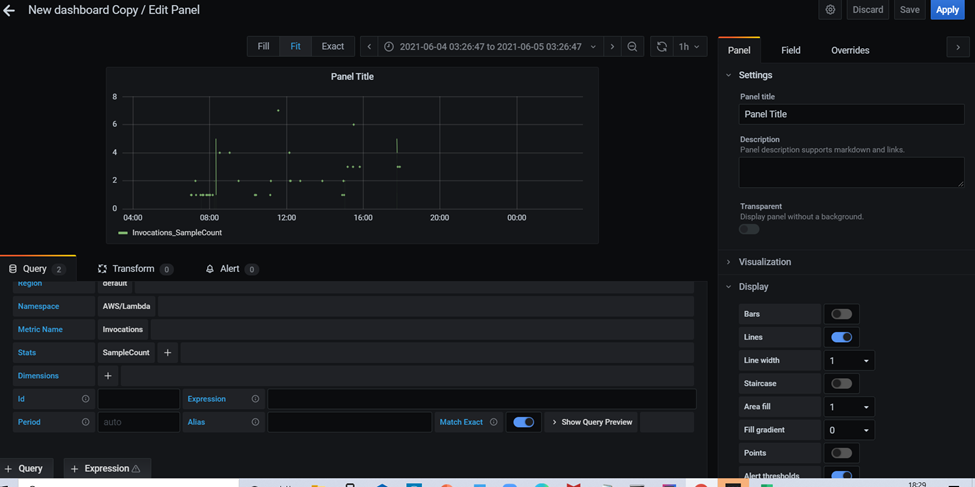 New dashboard Copy / Edit Panel
Discard Save Apply
Fill Fit Exact 2021-06-04 03:26:47 to 2021-06-05 03:26:47 1h
Panel Title
8
6
4
2
0
04:00 08:00 12:00 16:00 20:00 00:00
Invocations_SampleCount
Query 2 Transform 0 Alert 0
Region default
Namespace AWS/Lambda
Metric Name Invocations
Stats SampleCount +
Dimensions +
Id Expression
Period auto Alias Match Exact > Show Query Preview
+ Query + Expression
Panel Field Overrides
Settings
Panel title
Panel Title
Description
Panel description supports markdown and links.
Transparent
Display panel without a background.
Visualization
Display
Bars
Lines
Line width 1
Staircase
Area fill 1
Fill gradient 0
Points
Alert thresholds
18:29